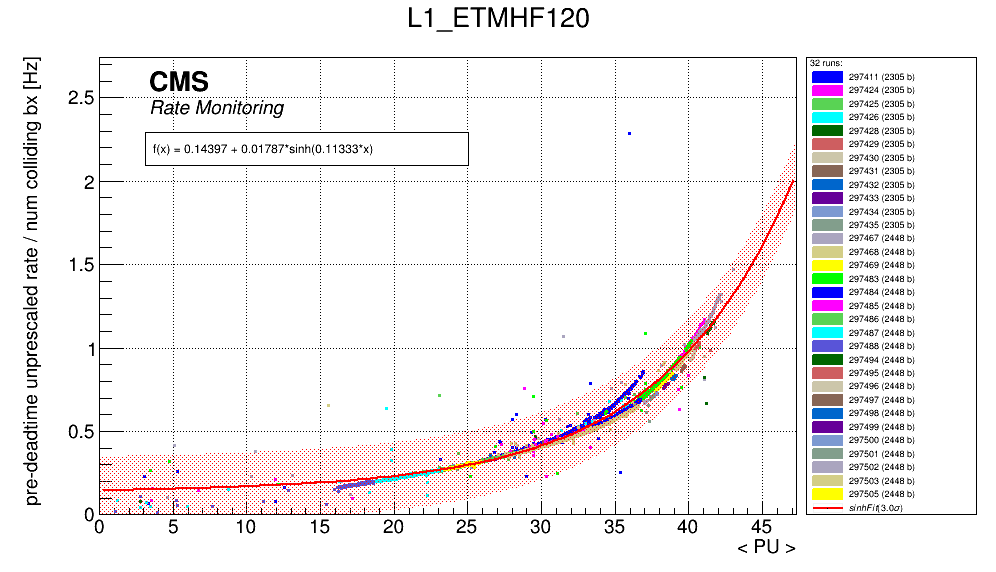 L1_ETMHF120
pre-deadtime unprescaled rate / num colliding bx [Hz]
CMS
Rate Monitoring
f(x) = 0.14397 + 0.01787*sinh(0.11333*x)
2.5
2
1.5
1
0.5
0
0 5 10 15 20 25 30 35 40 45
< PU >
32 runs:
297411 (2305 b)
297424 (2305 b)
297425 (2305 b)
297426 (2305 b)
297428 (2305 b)
297429 (2305 b)
297430 (2305 b)
297431 (2305 b)
297432 (2305 b)
297433 (2305 b)
297434 (2305 b)
297435 (2305 b)
297467 (2448 b)
297468 (2448 b)
297469 (2448 b)
297483 (2448 b)
297484 (2448 b)
297485 (2448 b)
297486 (2448 b)
297487 (2448 b)
297488 (2448 b)
297494 (2448 b)
297495 (2448 b)
297496 (2448 b)
297497 (2448 b)
297498 (2448 b)
297499 (2448 b)
297500 (2448 b)
297501 (2448 b)
297502 (2448 b)
297503 (2448 b)
297505 (2448 b)
sinhFit(3.0σ)